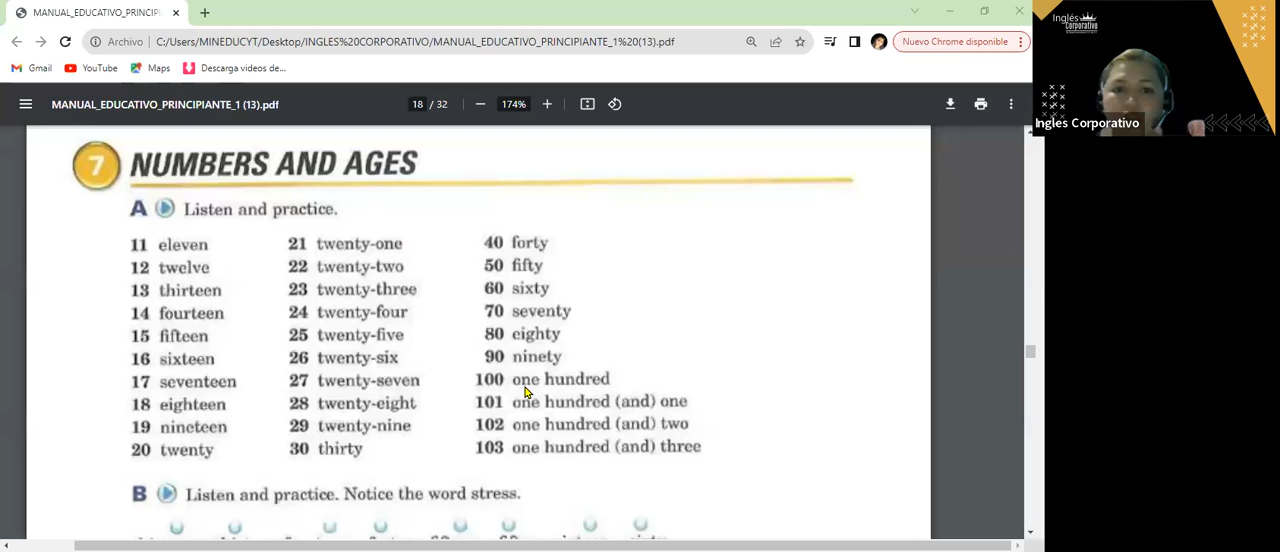 MANUAL_EDUCATIVO_PRINCIPI
Archivo C:/Users/MINEDUCYT/Desktop/INGLES%20CORPORATIVO/MANUAL_EDUCATIVO_PRINCIPIANTE_1%20(13).pdf
Nuevo Chrome disponible
Gmail YouTube Maps Descarga videos de...
MANUAL_EDUCATIVO_PRINCIPIANTE_1 (13).pdf 18 / 32 174%
Inglés
Corporativo
Ingles Corporativo
7 NUMBERS AND AGES
A Listen and practice.
11 eleven 21 twenty-one 40 forty
12 twelve 22 twenty-two 50 fifty
13 thirteen 23 twenty-three 60 sixty
14 fourteen 24 twenty-four 70 seventy
15 fifteen 25 twenty-five 80 eighty
16 sixteen 26 twenty-six 90 ninety
17 seventeen 27 twenty-seven 100 one hundred
18 eighteen 28 twenty-eight 101 one hundred (and) one
19 nineteen 29 twenty-nine 102 one hundred (and) two
20 twenty 30 thirty 103 one hundred (and) three
B Listen and practice. Notice the word stress.